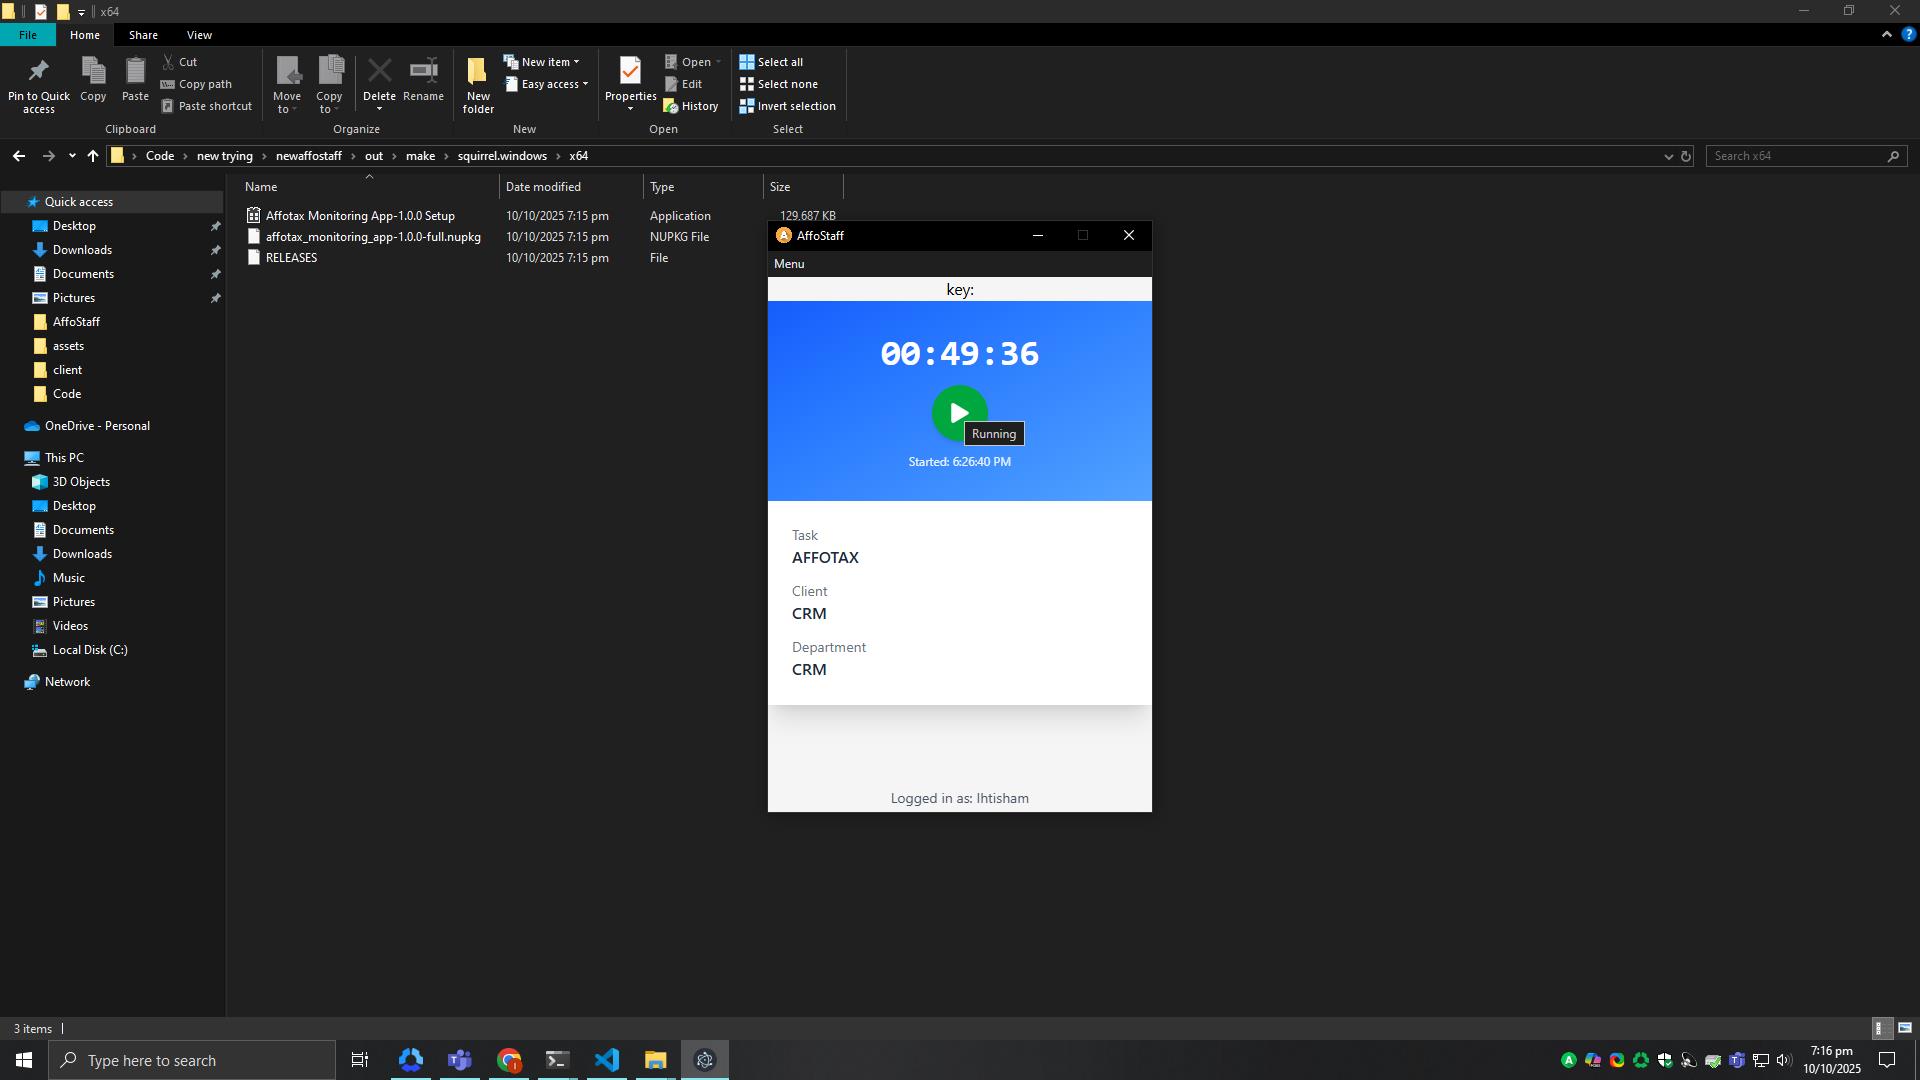 x64
File
Home
Share
View
Pin to Quick access
Copy
Paste
Cut
Copy path
Paste shortcut
Clipboard
Move to
Copy to
Delete
Rename
Organize
New folder
New item
Easy access
New
Properties
Open
Edit
History
Open
Select all
Select none
Invert selection
Select
Code
new trying
newaffostaff
out
make
squirrel.windows
x64
Search x64
Name
Date modified
Type
Size
Affotax Monitoring App-1.0.0 Setup
10/10/2025 7:15 pm
Application
129,687 KB
affotax_monitoring_app-1.0.0-full.nupkg
10/10/2025 7:15 pm
NUPKG File
RELEASES
10/10/2025 7:15 pm
File
Quick access
Desktop
Downloads
Documents
Pictures
AffoStaff
assets
client
Code
OneDrive - Personal
This PC
3D Objects
Desktop
Documents
Downloads
Music
Pictures
Videos
Local Disk (C:)
Network
AffoStaff
Menu
key:
00:49:36
Running
Started: 6:26:40 PM
Task
AFFOTAX
Client
CRM
Department
CRM
Logged in as: Ihtisham
3 items
Type here to search
7:16 pm
10/10/2025